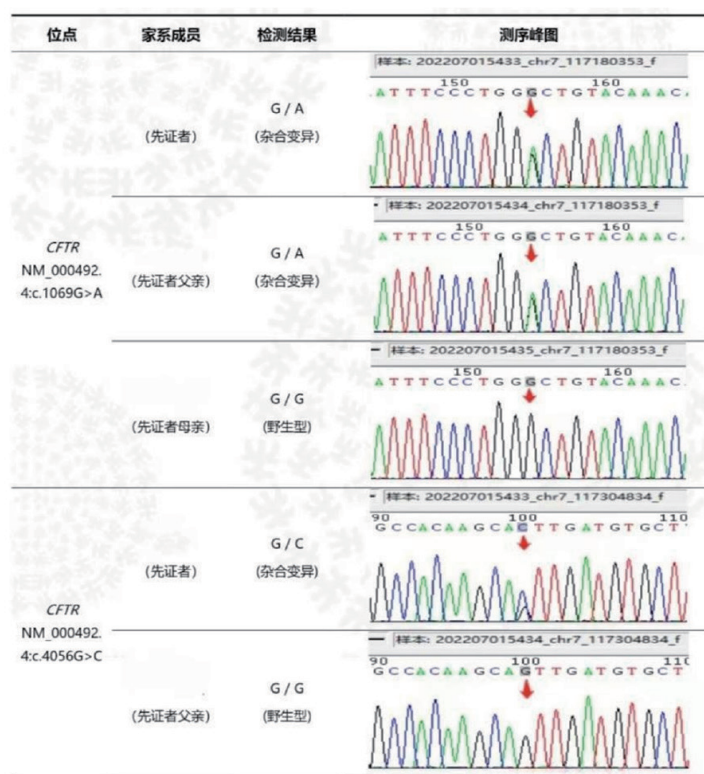 位点 家系成员 检测结果 测序峰图
样本: 202207015433_chr7_117180353_f
150 160
ATTTCCCTGGGCTGTACAAAC
G / A
(先证者) (杂合变异)
样本: 202207015434_chr7_117180353_f
150 160
ATTTCCCTGGGCTGTACAAAC
G / A
(先证者父亲) (杂合变异)
CFTR
NM_000492.
4:c.1069G>A
样本: 202207015435_chr7_117180353_f
150 160
ATTTCCCTGGGCTGTACAAAC
G / G
(先证者母亲) (野生型)
样本: 202207015433_chr7_117304834_f
90 100 110
GCCACAAGCACTTGATGTGCT
G / C
(先证者) (杂合变异)
CFTR
NM_000492.
4:c.4056G>C
样本: 202207015434_chr7_117304834_f
90 100 110
GCCACAAGCAGTTGATGTGCT
G / G
(先证者父亲) (野生型)